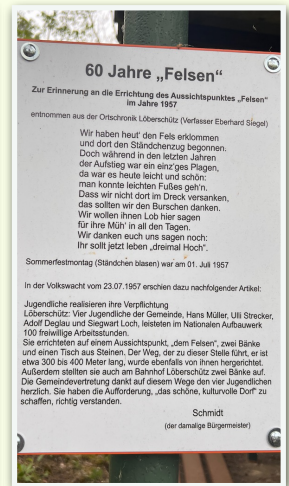 60 Jahre „Felsen“
Zur Erinnerung an die Errichtung des Aussichtspunktes „Felsen“
im Jahre 1957
entnommen aus der Ortschronik Löberschütz (Verfasser Eberhard Siegel)
Wir haben heut' den Fels erklommen
und dort den Ständchenzug begonnen.
Doch während in den letzten Jahren
der Aufstieg war ein einz'ges Plagen,
da war es heute leicht und schön:
man konnte leichten Fußes geh'n.
Dass wir nicht dort im Dreck versanken,
das sollten wir den Burschen danken.
Wir wollen ihnen Lob hier sagen
für ihre Müh' in all den Tagen.
Wir danken euch uns sagen noch:
Ihr sollt jetzt leben „dreimal Hoch“.
Sommerfestmontag (Ständchen blasen) war am 01. Juli 1957
In der Volkswacht vom 23.07.1957 erschien dazu nachfolgender Artikel:
Jugendliche realisieren ihre Verpflichtung
Löberschütz: Vier Jugendliche der Gemeinde, Hans Müller, Ulli Strecker,
Adolf Deglau und Siegwart Loch, leisteten im Nationalen Aufbauwerk
100 freiwillige Arbeitsstunden.
Sie errichteten auf einem Aussichtspunkt, „dem Felsen“, zwei Bänke
und einen Tisch aus Steinen. Der Weg, der zu dieser Stelle führt, er ist
etwa 300 bis 400 Meter lang, wurde ebenfalls von ihnen hergerichtet.
Außerdem stellten sie auch am Bahnhof Löberschütz zwei Bänke auf.
Die Gemeindevertretung dankt auf diesem Wege den vier Jugendlichen
herzlich. Sie haben die Aufforderung, „das schöne, kulturvolle Dorf“ zu
schaffen, richtig verstanden.
Schmidt
(der damalige Bürgermeister)